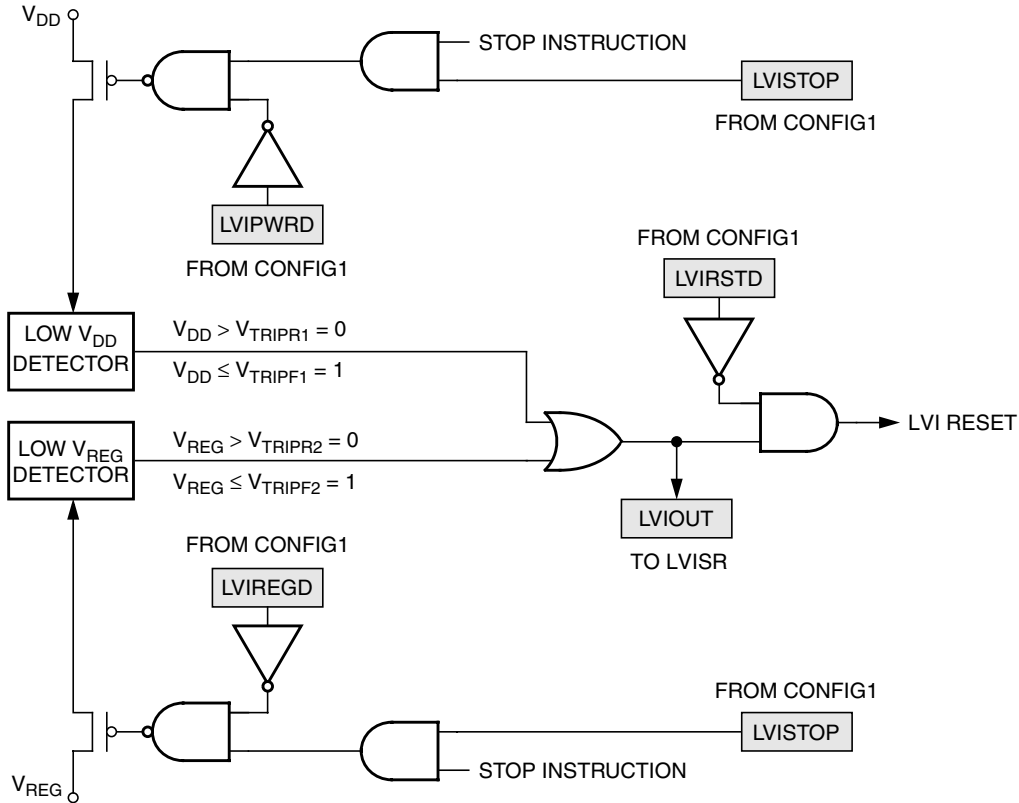 VDD
STOP INSTRUCTION
LVISTOP
FROM CONFIG1
LVIPWRD
FROM CONFIG1
FROM CONFIG1
LVIRSTD
LOW VDD
DETECTOR
VDD > VTRIPR1 = 0
VDD ≤ VTRIPF1 = 1
LVI RESET
LOW VREG
DETECTOR
VREG > VTRIPR2 = 0
VREG ≤ VTRIPF2 = 1
LVIOUT
TO LVISR
FROM CONFIG1
LVIREGD
FROM CONFIG1
LVISTOP
STOP INSTRUCTION
VREG